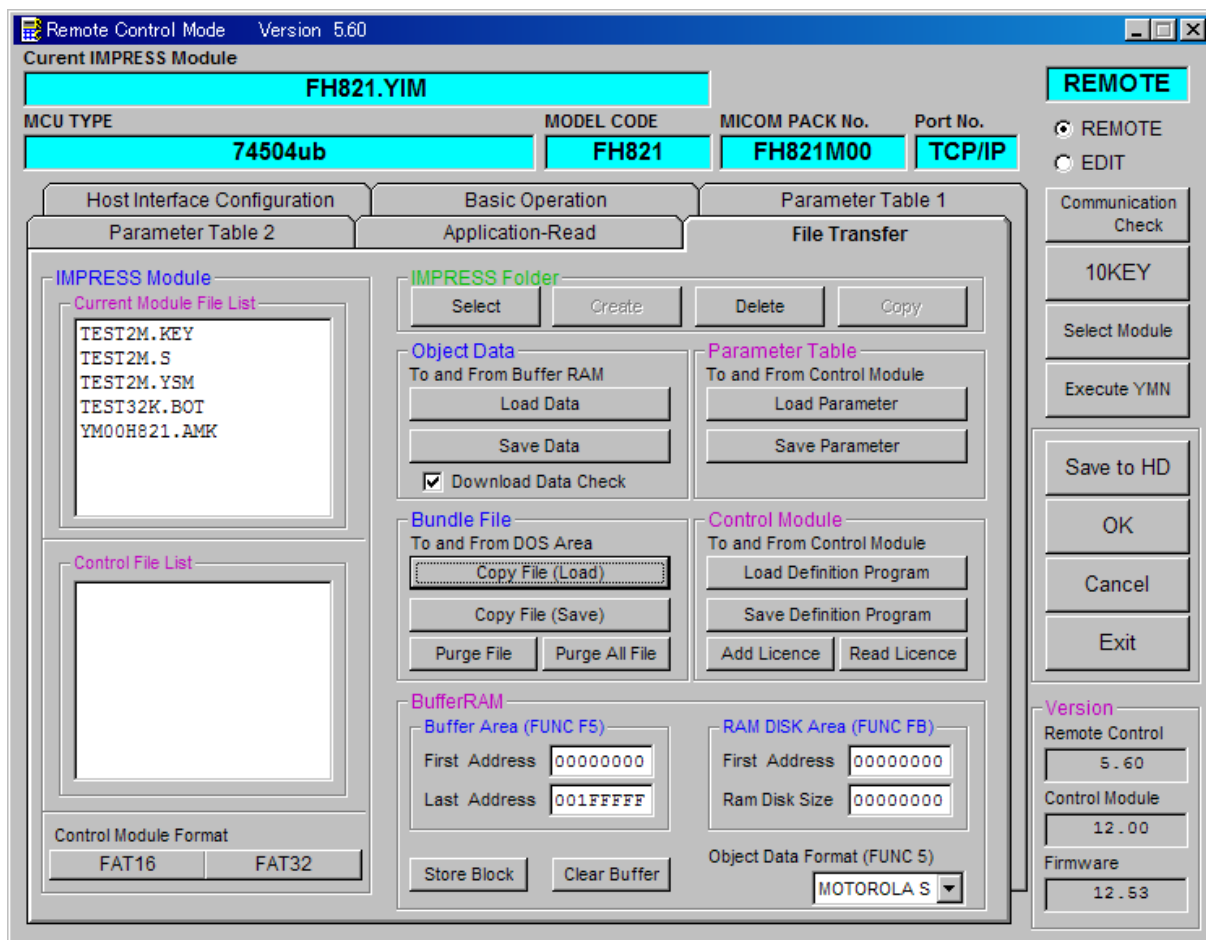 Remote Control Mode Version 5.60
Curent IMPRESS Module
FH821.YIM
REMOTE
MCU TYPE MODEL CODE MICOM PACK No. Port No.
74504ub FH821 FH821M00 TCP/IP
REMOTE
EDIT
Host Interface Configuration Basic Operation Parameter Table 1
Parameter Table 2 Application-Read File Transfer
Communication
Check
10KEY
Select Module
Execute YMN
IMPRESS Module
Current Module File List
TEST2M.KEY
TEST2M.S
TEST2M.YSM
TEST32K.BOT
YM00H821.AMK
Control File List
Control Module Format
FAT16 FAT32
IMPRESS Folder
Select Create Delete Copy
Object Data
To and From Buffer RAM
Load Data
Save Data
Download Data Check
Parameter Table
To and From Control Module
Load Parameter
Save Parameter
Bundle File
To and From DOS Area
Copy File (Load)
Copy File (Save)
Purge File Purge All File
Control Module
To and From Control Module
Load Definition Program
Save Definition Program
Add Licence Read Licence
BufferRAM
Buffer Area (FUNC F5)
First Address 00000000
Last Address 001FFFFF
RAM DISK Area (FUNC FB)
First Address 00000000
Ram Disk Size 00000000
Store Block Clear Buffer
Object Data Format (FUNC 5)
MOTOROLA S
Save to HD
OK
Cancel
Exit
Version
Remote Control
5.60
Control Module
12.00
Firmware
12.53